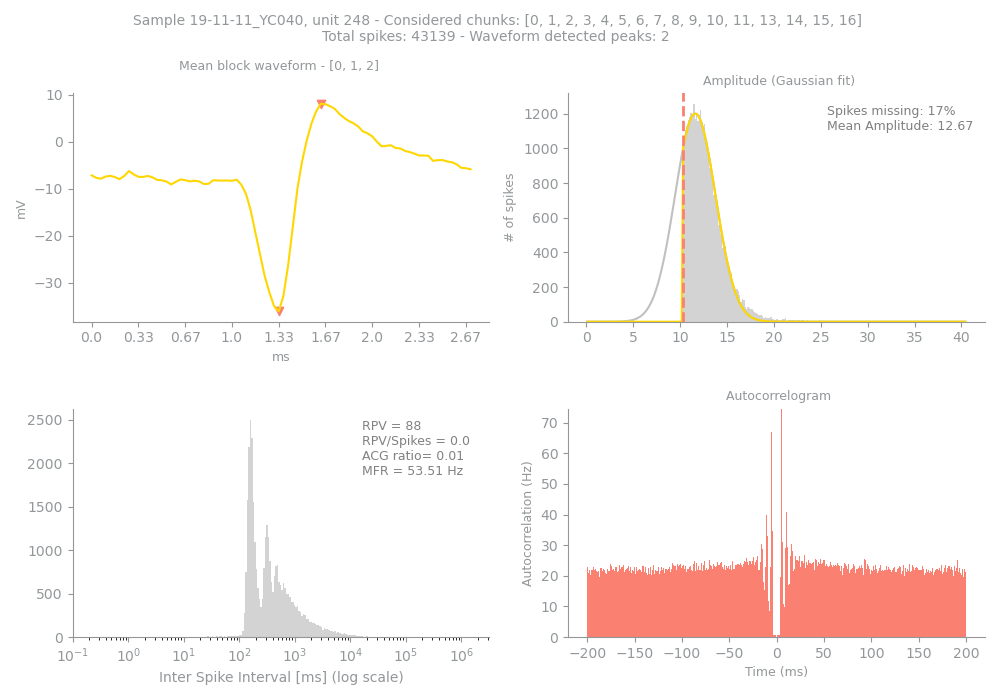 Sample 19-11-11_YC040, unit 248 - Considered chunks: [0, 1, 2, 3, 4, 5, 6, 7, 8, 9, 10, 11, 13, 14, 15, 16]
Total spikes: 43139 - Waveform detected peaks: 2
Mean block waveform - [0, 1, 2]
10
0
−10
−20
−30
mV
0.0 0.33 0.67 1.0 1.33 1.67 2.0 2.33 2.67
ms
Amplitude (Gaussian fit)
Spikes missing: 17%
Mean Amplitude: 12.67
1200
1000
800
600
400
200
0
# of spikes
0 5 10 15 20 25 30 35 40
2500
2000
1500
1000
500
0
RPV = 88
RPV/Spikes = 0.0
ACG ratio= 0.01
MFR = 53.51 Hz
10⁻¹ 10⁰ 10¹ 10² 10³ 10⁴ 10⁵ 10⁶
Inter Spike Interval [ms] (log scale)
Autocorrelogram
70
60
50
40
30
20
10
0
Autocorrelation (Hz)
−200 −150 −100 −50 0 50 100 150 200
Time (ms)